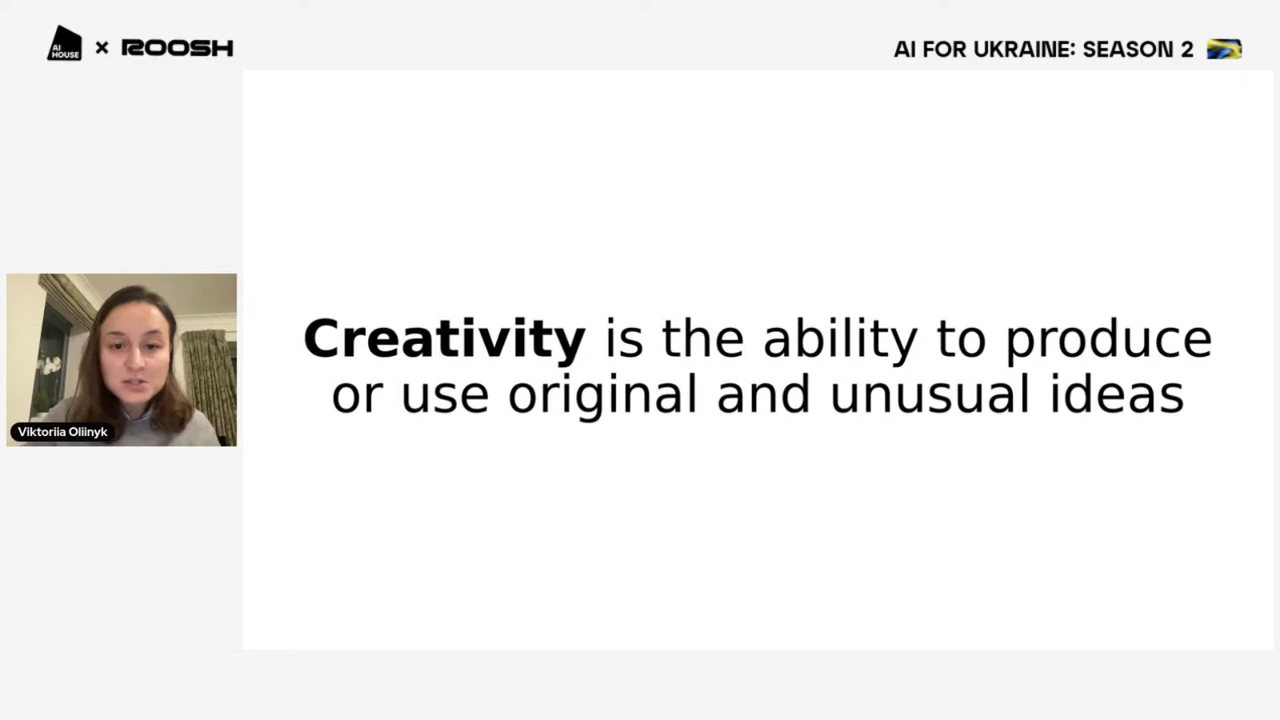 AI HOUSE × ROOSH
AI FOR UKRAINE: SEASON 2
Creativity is the ability to produce
or use original and unusual ideas
Viktoriia Oliinyk